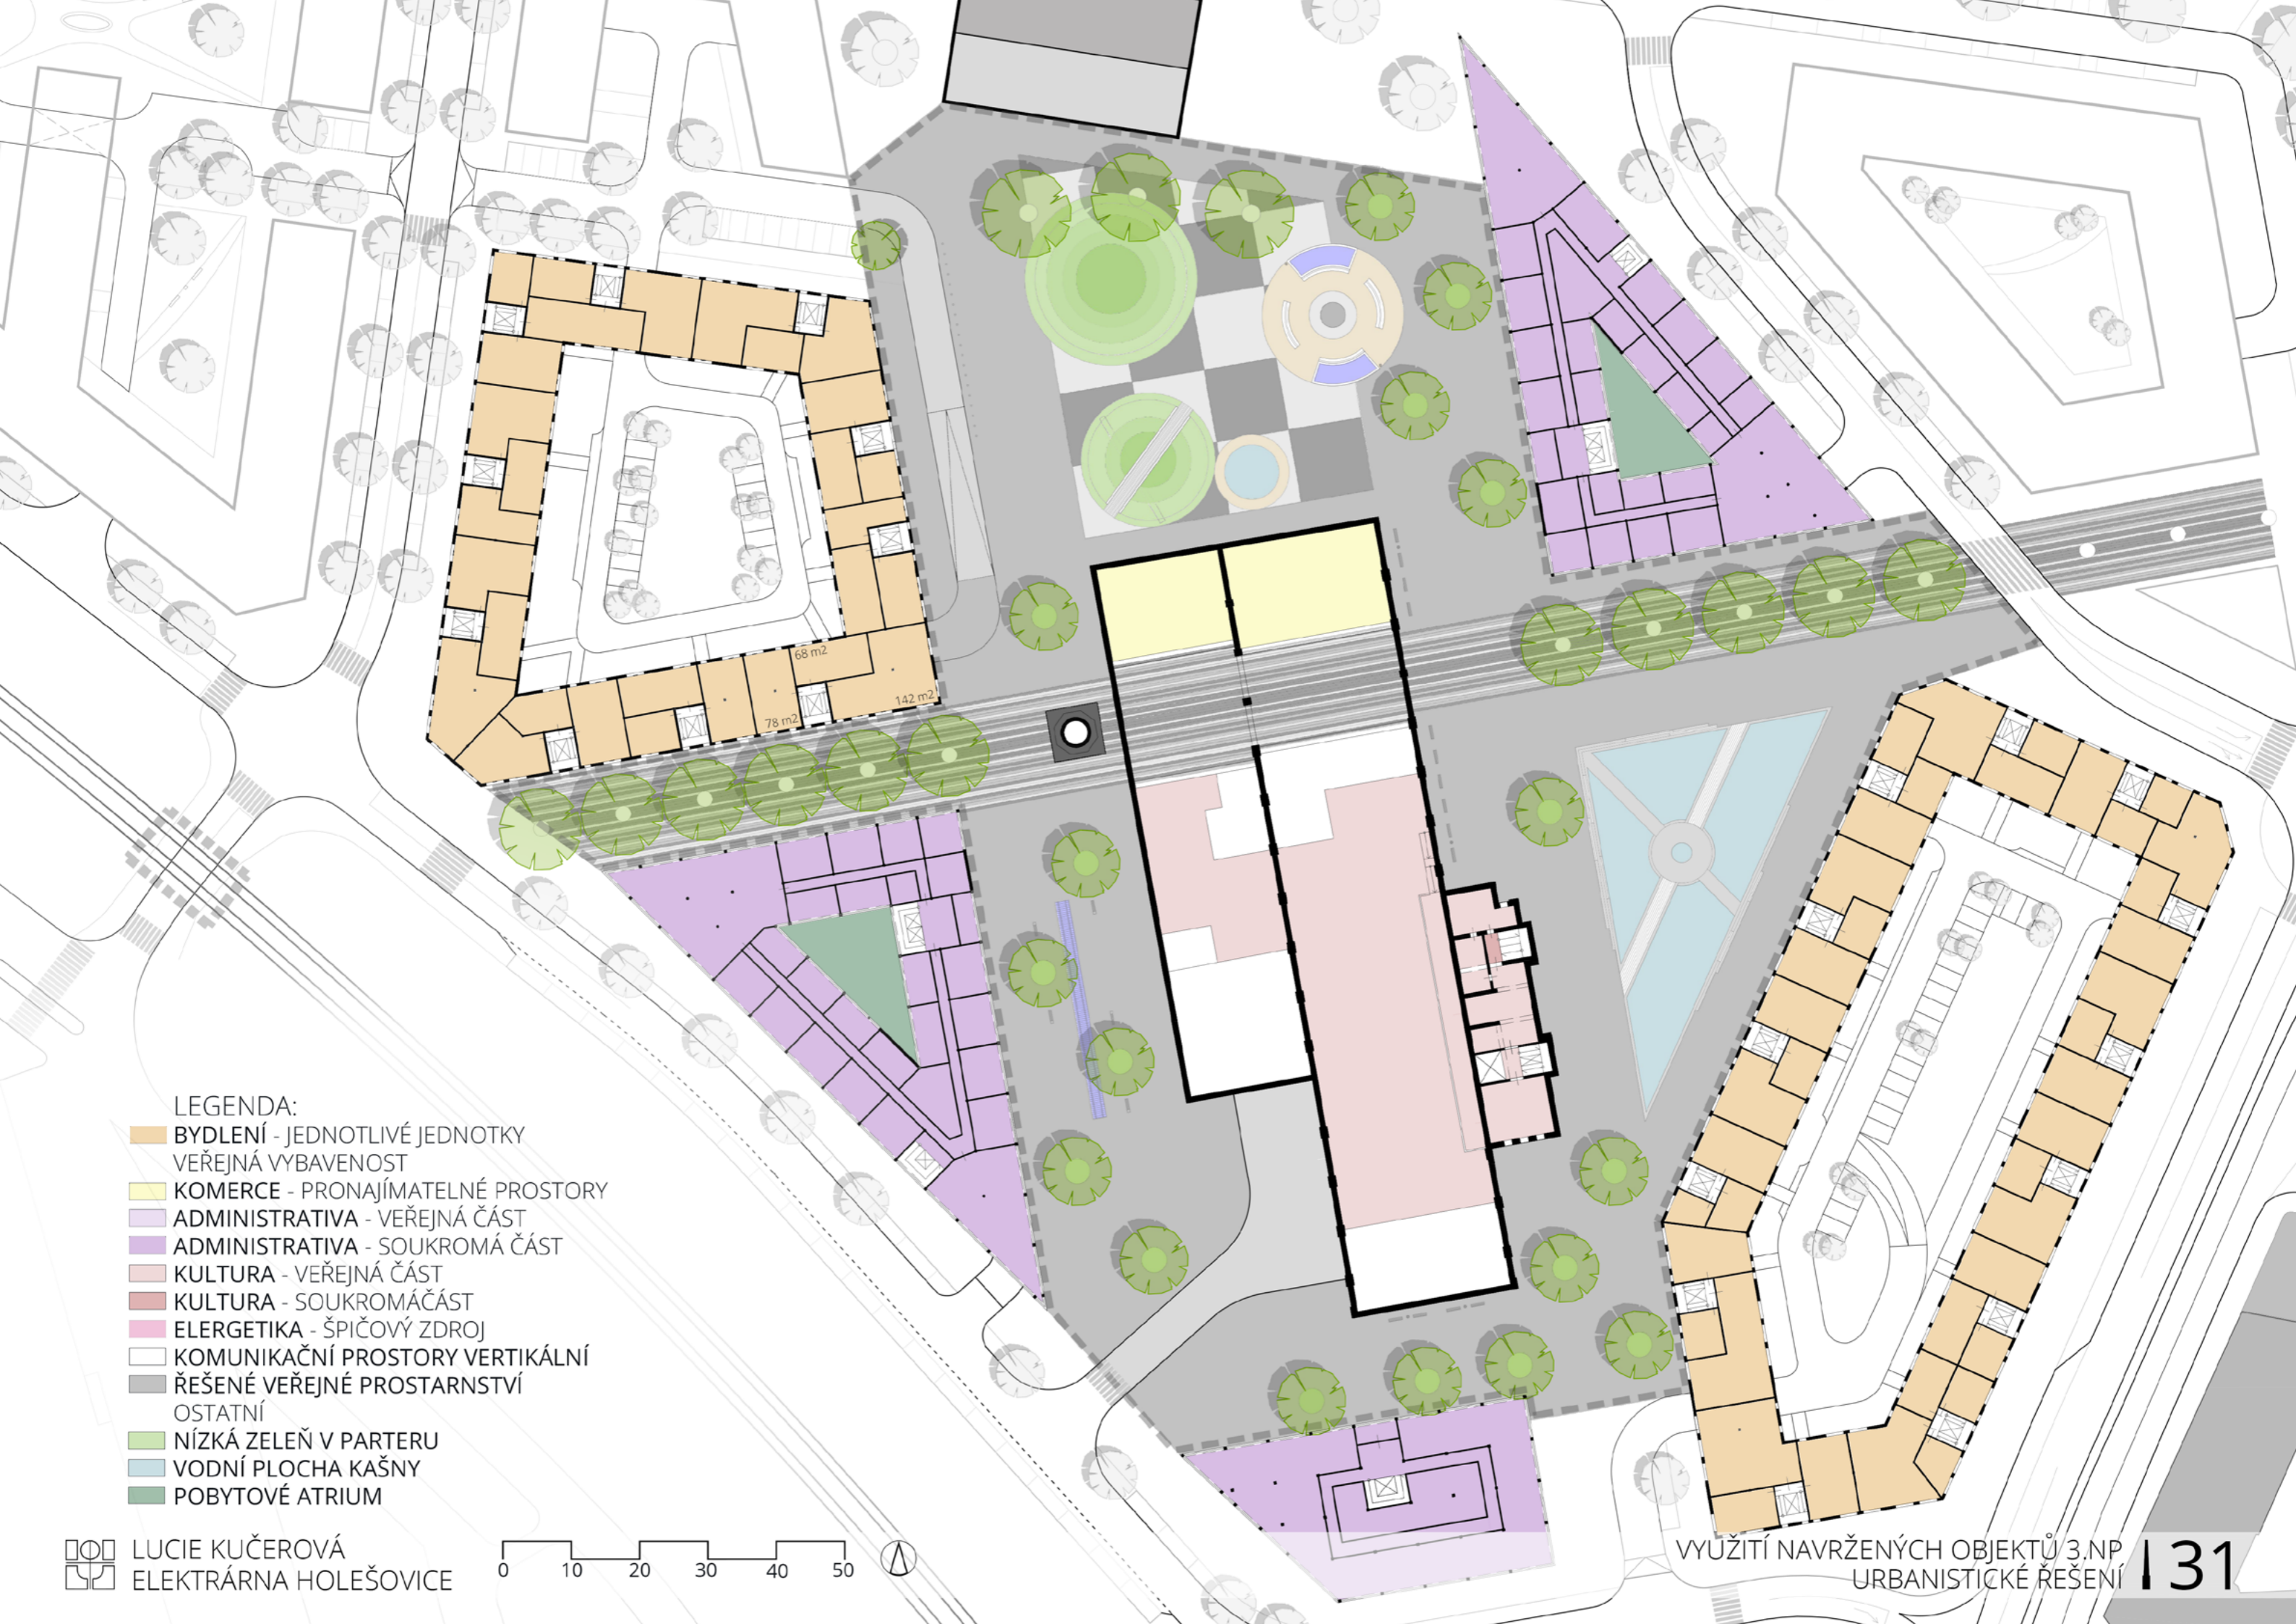 68 m2
142 m2
78 m2
LEGENDA:
BYDLENÍ - JEDNOTLIVÉ JEDNOTKY
VEŘEJNÁ VYBAVENOST
KOMERCE - PRONAJÍMATELNÉ PROSTORY
ADMINISTRATIVA - VEŘEJNÁ ČÁST
ADMINISTRATIVA - SOUKROMÁ ČÁST
KULTURA - VEŘEJNÁ ČÁST
KULTURA - SOUKROMÁČÁST
ELERGETIKA - ŠPIČOVÝ ZDROJ
KOMUNIKAČNÍ PROSTORY VERTIKÁLNÍ
ŘEŠENÉ VEŘEJNÉ PROSTARNSTVÍ
OSTATNÍ
NÍZKÁ ZELEŇ V PARTERU
VODNÍ PLOCHA KAŠNY
POBYTOVÉ ATRIUM
LUCIE KUČEROVÁ
ELEKTRÁRNA HOLEŠOVICE
0 10 20 30 40 50
VYUŽITÍ NAVRŽENÝCH OBJEKTŮ 3.NP
URBANISTICKÉ ŘEŠENÍ
31